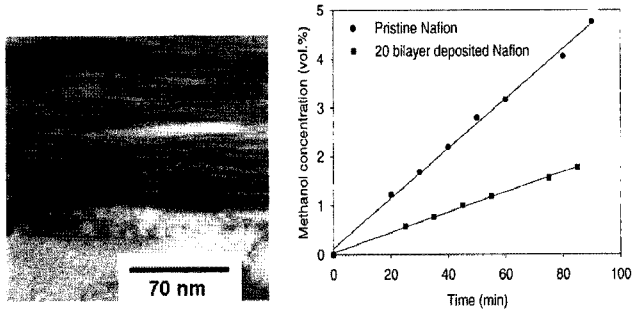 70 nm
Methanol concentration (vol.%)
5
4
3
2
1
0
Pristine Nafion
20 bilayer deposited Nafion
0 20 40 60 80 100
Time (min)